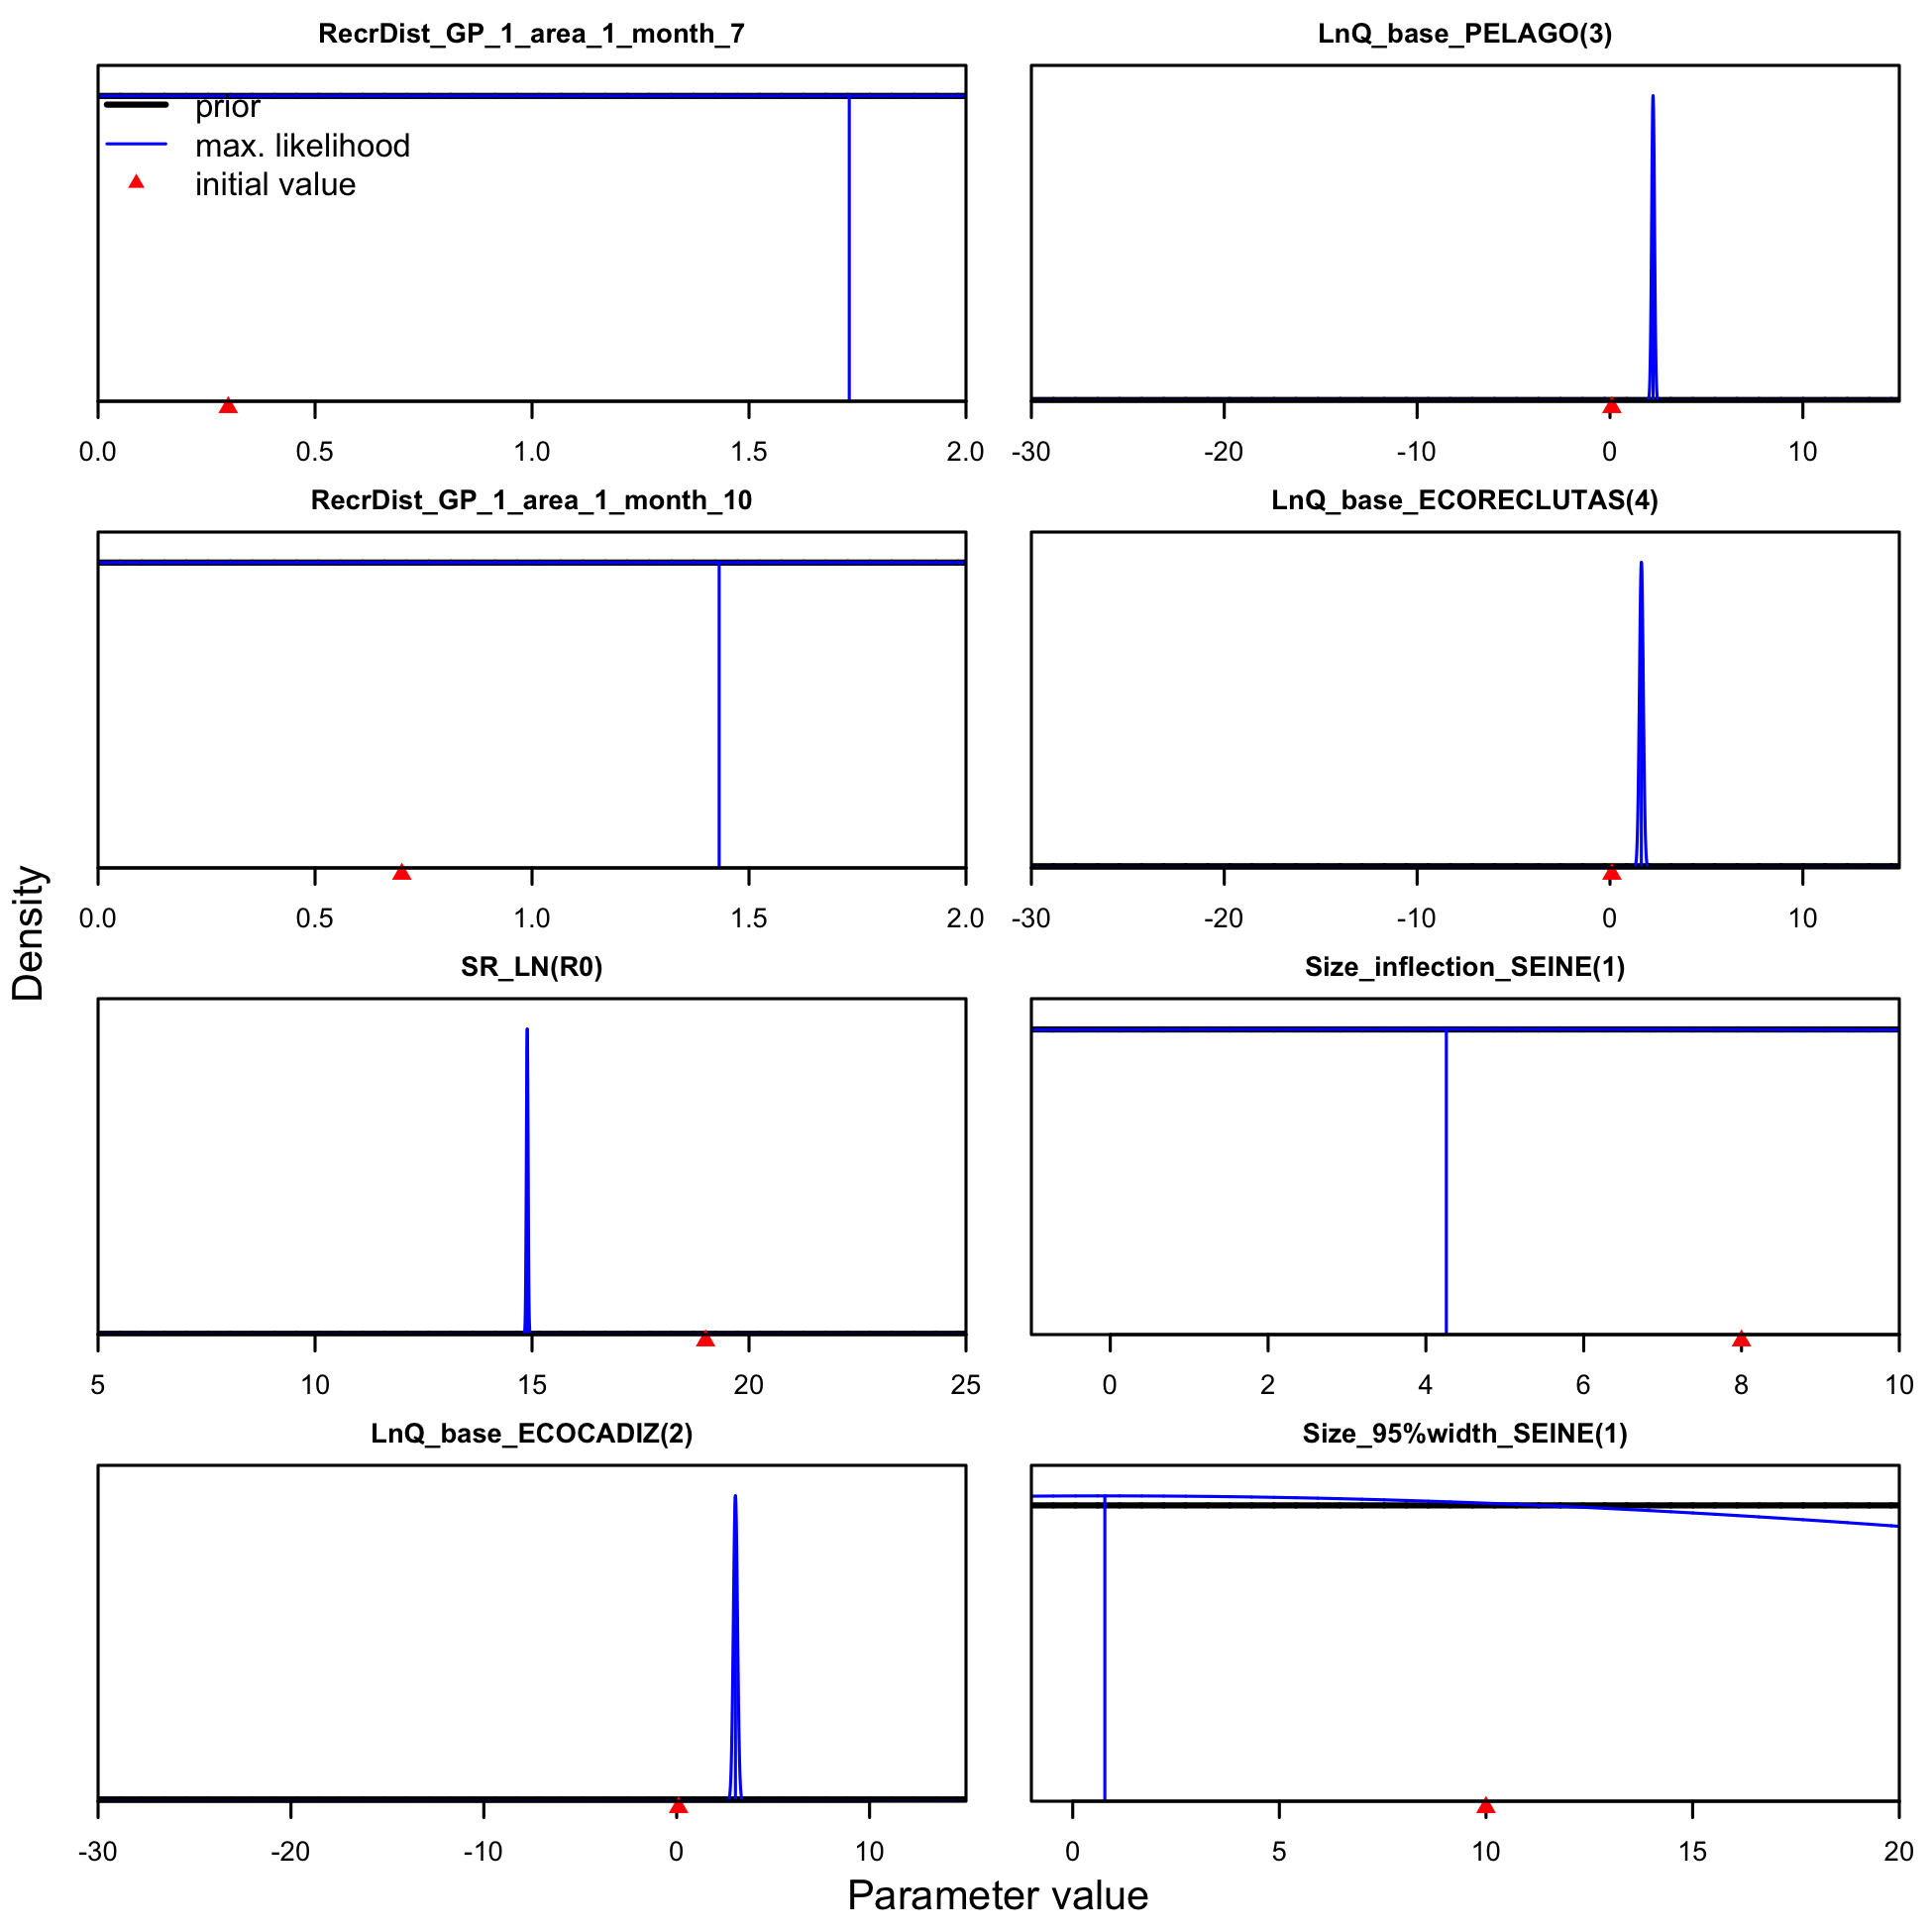 RecrDist_GP_1_area_1_month_7
prior
max. likelihood
initial value
0.0 0.5 1.0 1.5 2.0
LnQ_base_PELAGO(3)
-30 -20 -10 0 10
RecrDist_GP_1_area_1_month_10
0.0 0.5 1.0 1.5 2.0
LnQ_base_ECORECLUTAS(4)
-30 -20 -10 0 10
Density
SR_LN(R0)
5 10 15 20 25
Size_inflection_SEINE(1)
0 2 4 6 8 10
LnQ_base_ECOCADIZ(2)
-30 -20 -10 0 10
Size_95%width_SEINE(1)
0 5 10 15 20
Parameter value